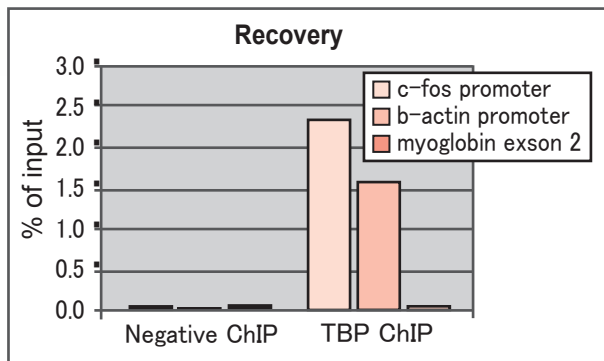 Recovery
3.0
2.5
2.0
1.5
1.0
0.5
0.0
% of input
c-fos promoter
b-actin promoter
myoglobin exson 2
Negative ChIP
TBP ChIP